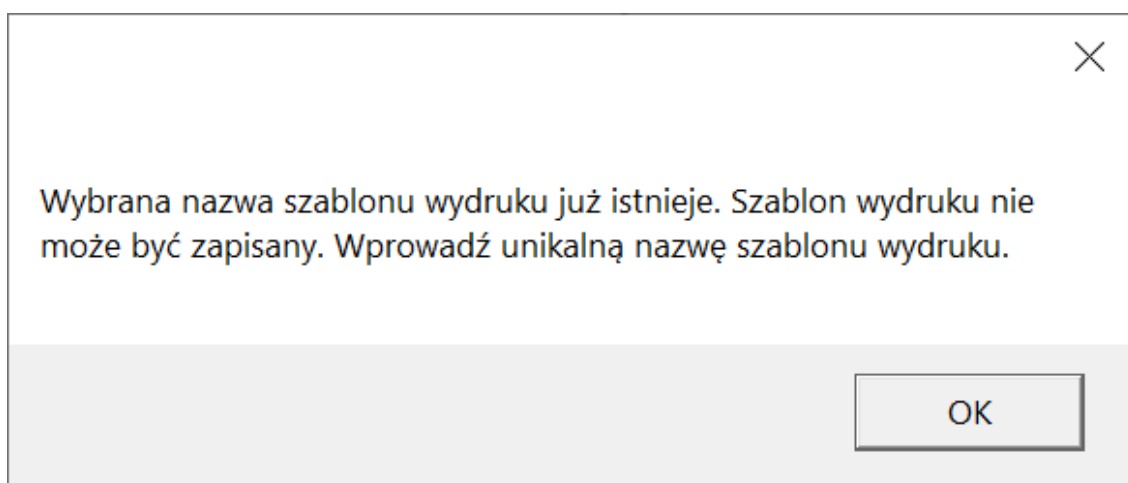 Wybrana nazwa szablonu wydruku już istnieje. Szablon wydruku nie
może być zapisany. Wprowadź unikalną nazwę szablonu wydruku.
OK